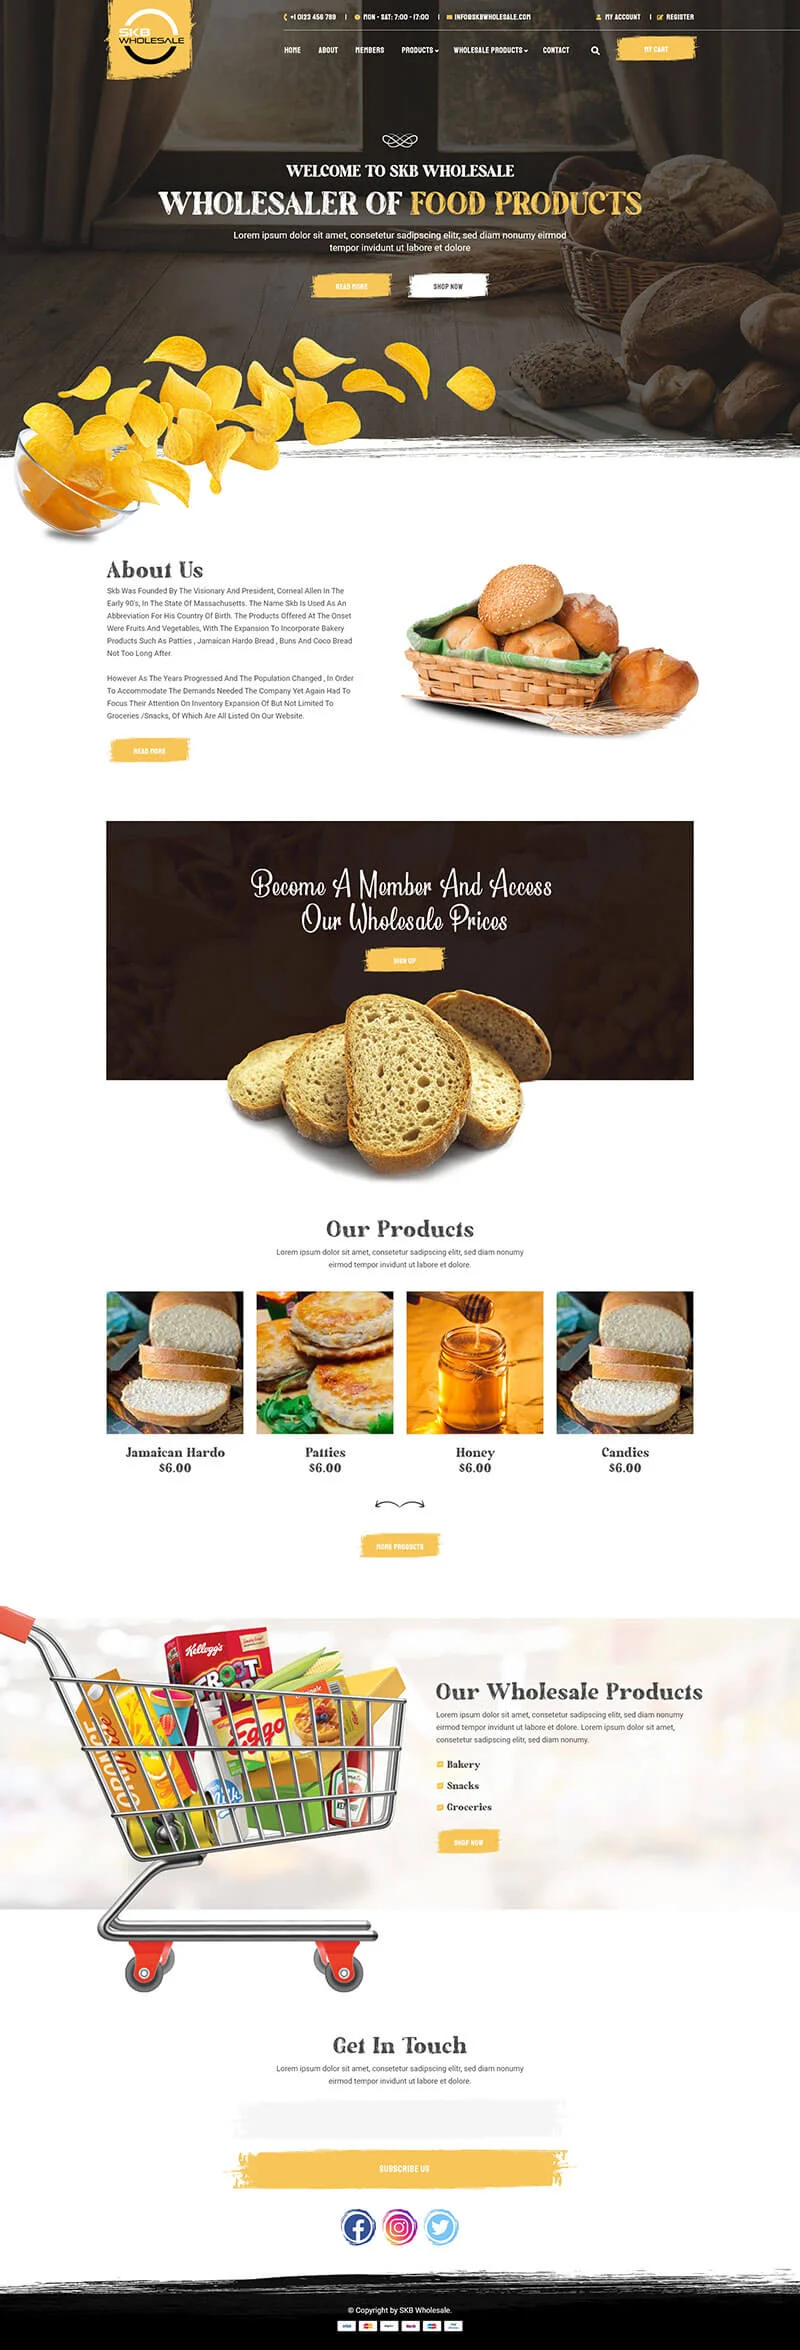 SKB
WHOLESALE
+1 0123 456 789
MON - SAT: 7:00 - 17:00
INFO@SKBWHOLESALE.COM
MY ACCOUNT
REGISTER
HOME
ABOUT
MEMBERS
PRODUCTS
WHOLESALE PRODUCTS
CONTACT
MY CART
WELCOME TO SKB WHOLESALE
WHOLESALER OF FOOD PRODUCTS
Lorem ipsum dolor sit amet, consetetur sadipscing elitr, sed diam nonumy eirmod
tempor invidunt ut labore et dolore
READ MORE
SHOP NOW
About Us
Skb Was Founded By The Visionary And President, Corneal Allen In The
Early 90's, In The State Of Massachusetts. The Name Skb Is Used As An
Abbreviation For His Country Of Birth. The Products Offered At The Onset
Were Fruits And Vegetables, With The Expansion To Incorporate Bakery
Products Such As Patties , Jamaican Hardo Bread , Buns And Coco Bread
Not Too Long After.
However As The Years Progressed And The Population Changed , In Order
To Accommodate The Demands Needed The Company Yet Again Had To
Focus Their Attention On Inventory Expansion Of But Not Limited To
Groceries /Snacks, Of Which Are All Listed On Our Website.
READ MORE
Become A Member And Access
Our Wholesale Prices
SIGN UP
Our Products
Lorem ipsum dolor sit amet, consetetur sadipscing elitr, sed diam nonumy
eirmod tempor invidunt ut labore et dolore.
Jamaican Hardo
$6.00
Patties
$6.00
Honey
$6.00
Candies
$6.00
MORE PRODUCTS
Kellogg's
FROOT
Eggo
Milk
Our Wholesale Products
Lorem ipsum dolor sit amet, consetetur sadipscing elitr, sed diam nonumy
eirmod tempor invidunt ut labore et dolore. Lorem ipsum dolor sit amet,
consetetur sadipscing elitr, sed diam nonumy.
Bakery
Snacks
Groceries
SHOP NOW
Get In Touch
Lorem ipsum dolor sit amet, consetetur sadipscing elitr, sed diam nonumy
eirmod tempor invidunt ut labore et dolore.
SUBSCRIBE US
© Copyright by SKB Wholesale.